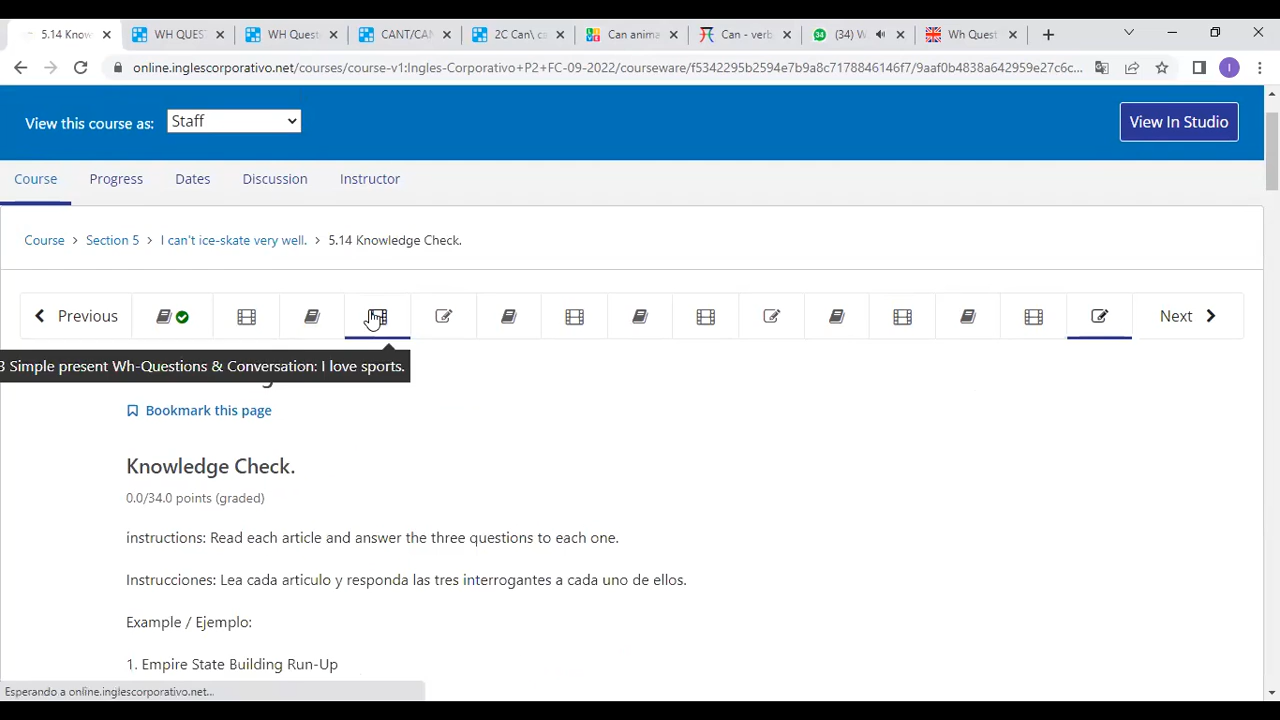 5.14 Know
WH QUES
WH Quest
CANT/CAN
2C Can\ ca
Can anima
Can - verb
(34) W
Wh Quest
online.inglescorporativo.net/courses/course-v1:Ingles-Corporativo+P2+FC-09-2022/courseware/f5342295b2594e7b9a8c7178846146f7/9aaf0b4838a642959e27c6c...
View this course as:
Staff
View In Studio
Course
Progress
Dates
Discussion
Instructor
Course > Section 5 > I can't ice-skate very well. > 5.14 Knowledge Check.
Previous
Next
3 Simple present Wh-Questions & Conversation: I love sports.
Bookmark this page
Knowledge Check.
0.0/34.0 points (graded)
instructions: Read each article and answer the three questions to each one.
Instrucciones: Lea cada articulo y responda las tres interrogantes a cada uno de ellos.
Example / Ejemplo:
1. Empire State Building Run-Up
Esperando a online.inglescorporativo.net...